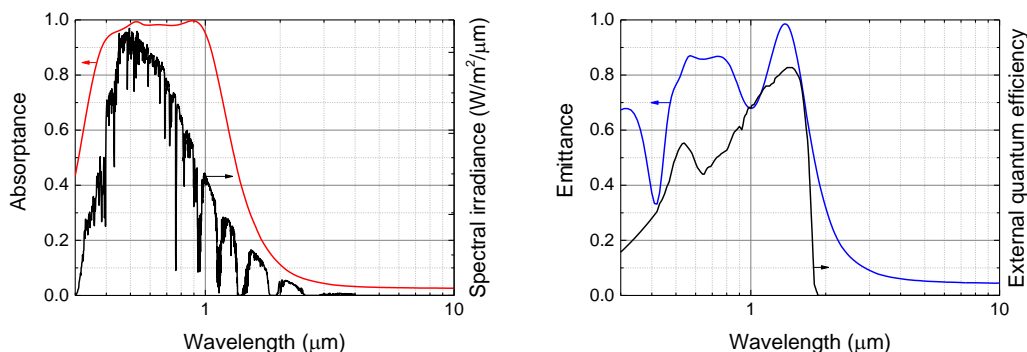 1.0
0.8
0.6
0.4
0.2
0.0
1
10
Absorptance
Spectral irradiance (W/m²/μm)
Wavelength (μm)
1.0
0.8
0.6
0.4
0.2
0.0
1
10
Emittance
External quantum efficiency
Wavelength (μm)